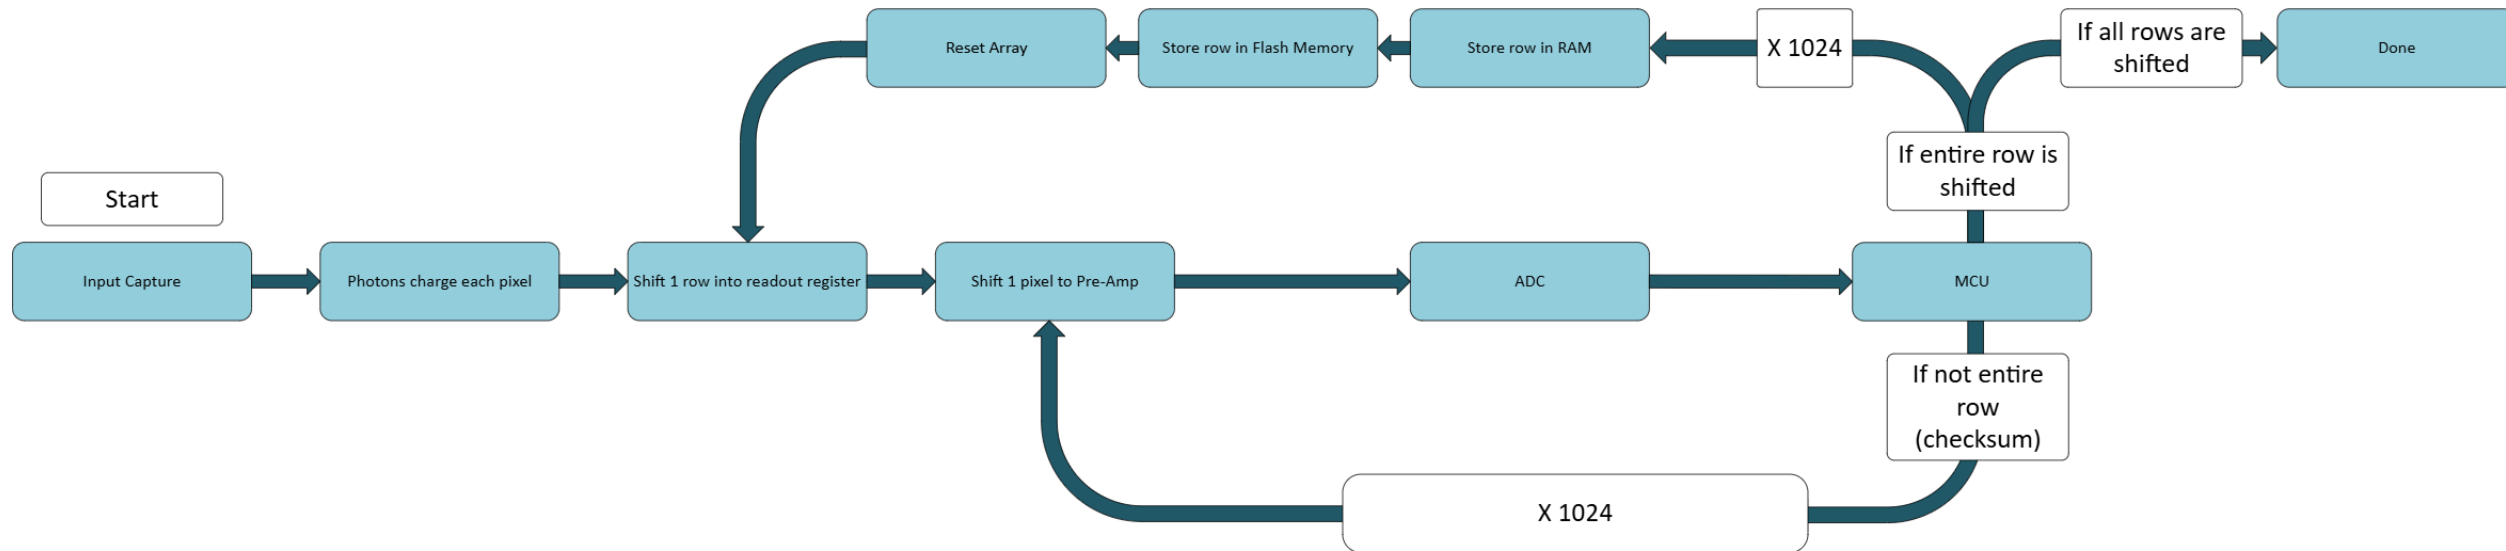 Reset Array
Store row in Flash Memory
Store row in RAM
X 1024
If all rows are
shifted
Done
If entire row is
shifted
Start
Input Capture
Photons charge each pixel
Shift 1 row into readout register
Shift 1 pixel to Pre-Amp
ADC
MCU
If not entire
row
(checksum)
X 1024